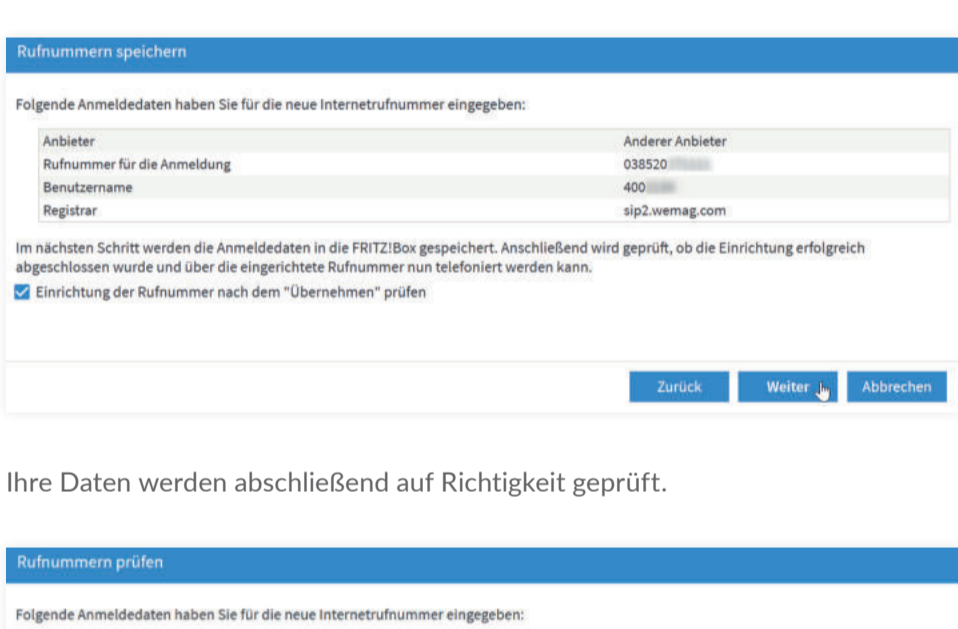 Rufnummern speichern
Folgende Anmeldedaten haben Sie für die neue Internetrufnummer eingegeben:
Anbieter Anderer Anbieter
Rufnummer für die Anmeldung 038520
Benutzername 400
Registrar sip2.wemag.com
Im nächsten Schritt werden die Anmeldedaten in die FRITZ!Box gespeichert. Anschließend wird geprüft, ob die Einrichtung erfolgreich
abgeschlossen wurde und über die eingerichtete Rufnummer nun telefoniert werden kann.
Einrichtung der Rufnummer nach dem "Übernehmen" prüfen
Zurück Weiter Abbrechen
Ihre Daten werden abschließend auf Richtigkeit geprüft.
Rufnummern prüfen
Folgende Anmeldedaten haben Sie für die neue Internetrufnummer eingegeben: